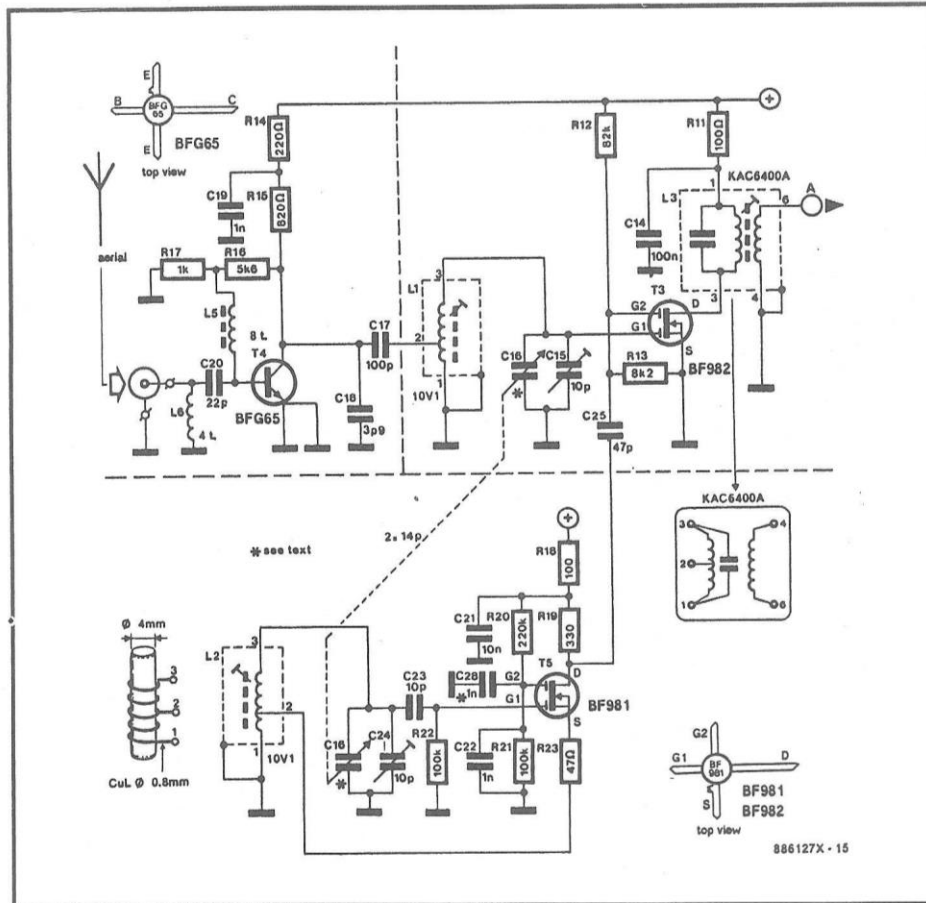 E
B
BFG
65
C
E
BFG65
top view
R14
220Ω
R15
820Ω
C19
1n
R17
1k
R16
5k6
aerial
L5
8 t.
T4
BFG65
C20
22p
L6
4 t.
C17
100p
C18
3p9
L1
3
2
1
10V1
C16
*
C15
10p
R12
82k
R11
100Ω
C14
100n
KAC6400A
L3
1
6
3
4
A
T3
G2
D
G1
S
BF982
R13
8k2
C25
47p
KAC6400A
3
4
2
1
6
* see text
2 x 14p
R18
100
C21
10n
R20
220k
R19
330
T5
C28
* 1n
G2
D
G1
S
BF981
C23
10p
R22
100k
C22
1n
R21
100k
R23
47Ω
L2
3
2
1
10V1
C16
*
C24
10p
Ø 4mm
3
2
1
CuL Ø 0.8mm
G2
G1
BF
981
D
S
BF981
BF982
top view
886127X - 15